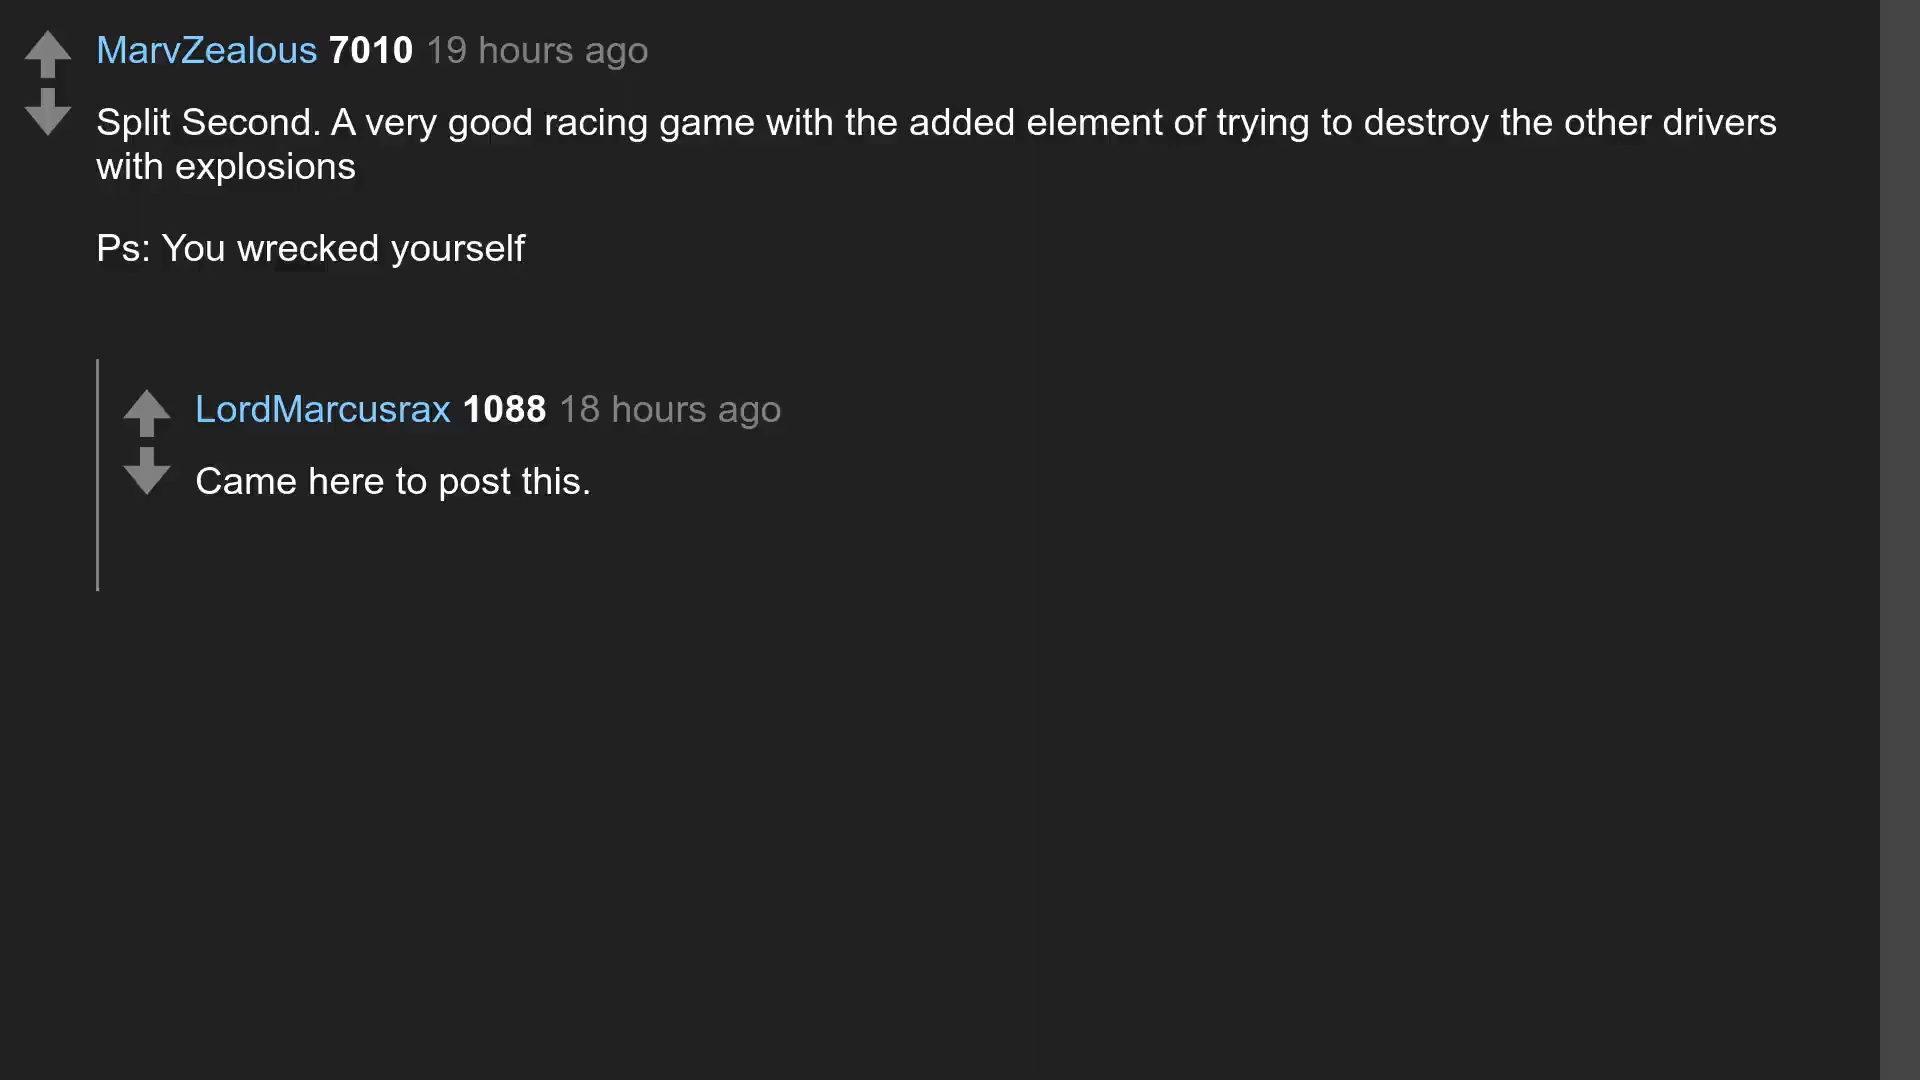 MarvZealous 7010 19 hours ago
Split Second. A very good racing game with the added element of trying to destroy the other drivers
with explosions
Ps: You wrecked yourself
LordMarcusrax 1088 18 hours ago
Came here to post this.